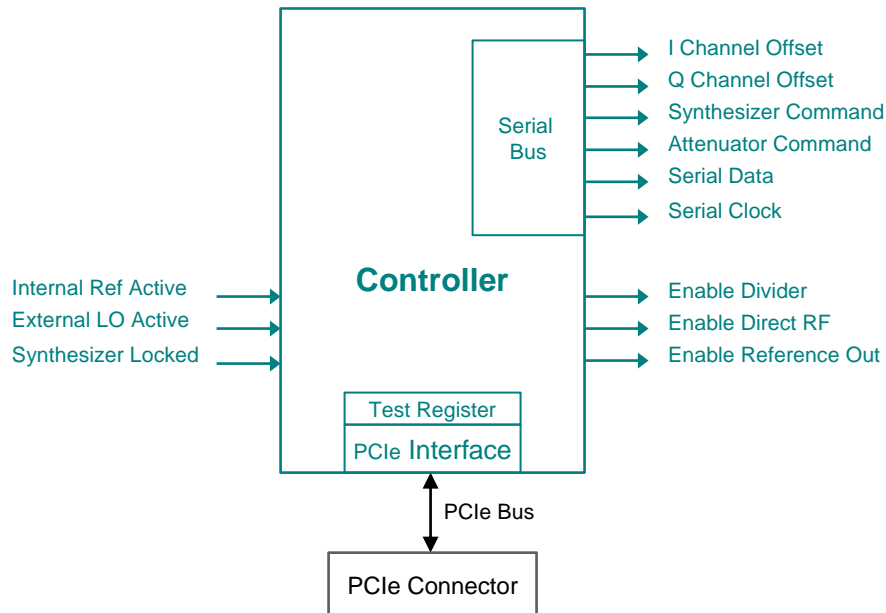 I Channel Offset
Q Channel Offset
Synthesizer Command
Attenuator Command
Serial Data
Serial Clock
Serial
Bus
Controller
Internal Ref Active
External LO Active
Synthesizer Locked
Enable Divider
Enable Direct RF
Enable Reference Out
Test Register
PCIe Interface
PCIe Bus
PCIe Connector